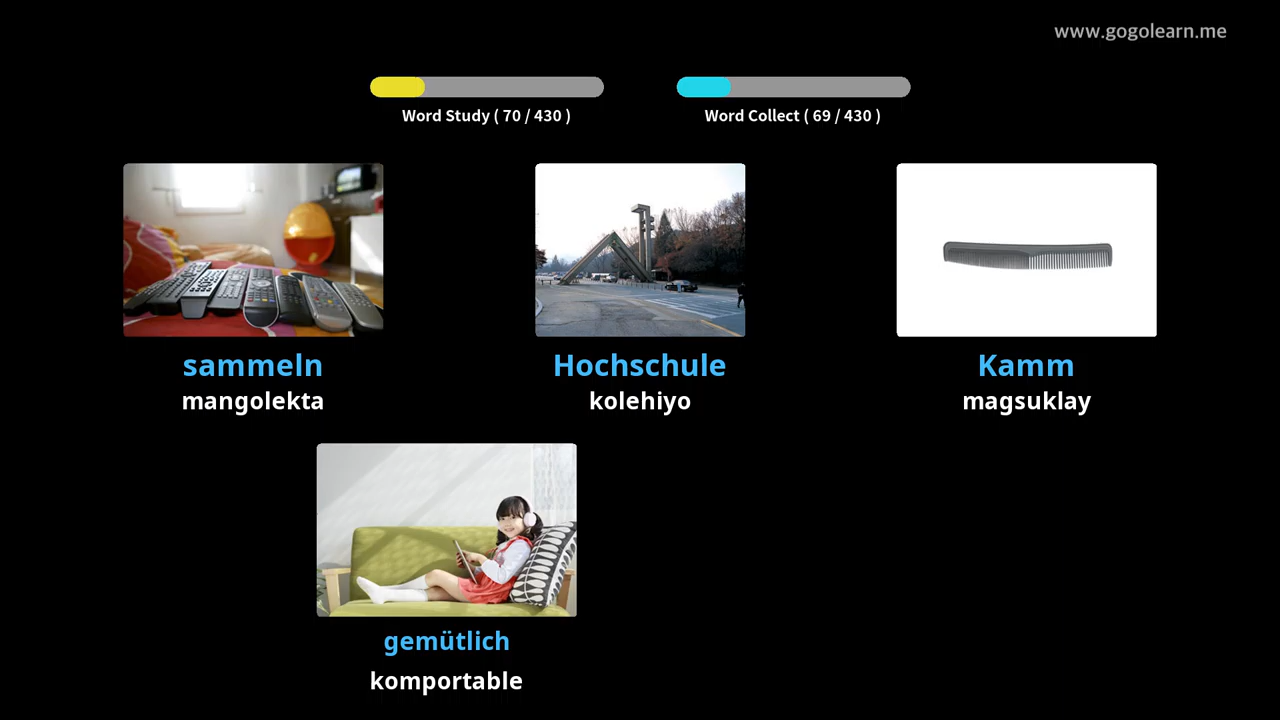 www.gogolearn.me
Word Study ( 70 / 430 )
Word Collect ( 69 / 430 )
sammeln
mangolekta
Hochschule
kolehiyo
Kamm
magsuklay
gemütlich
komportable